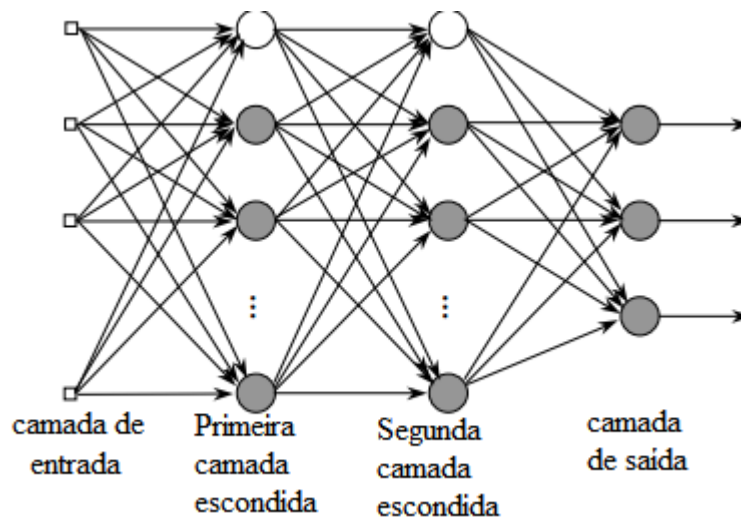 ...
...
camada de
entrada
Primeira
camada
escondida
Segunda
camada
escondida
camada
de saída